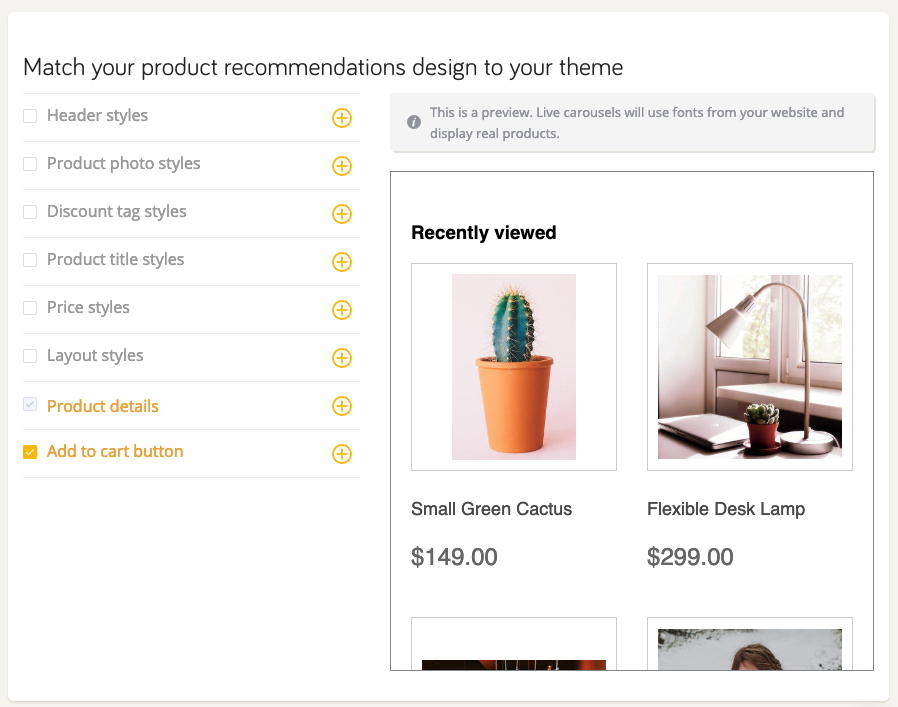 Match your product recommendations design to your theme
Header styles
Product photo styles
Discount tag styles
Product title styles
Price styles
Layout styles
Product details
Add to cart button
This is a preview. Live carousels will use fonts from your website and
display real products.
Recently viewed
Small Green Cactus
Flexible Desk Lamp
$149.00
$299.00